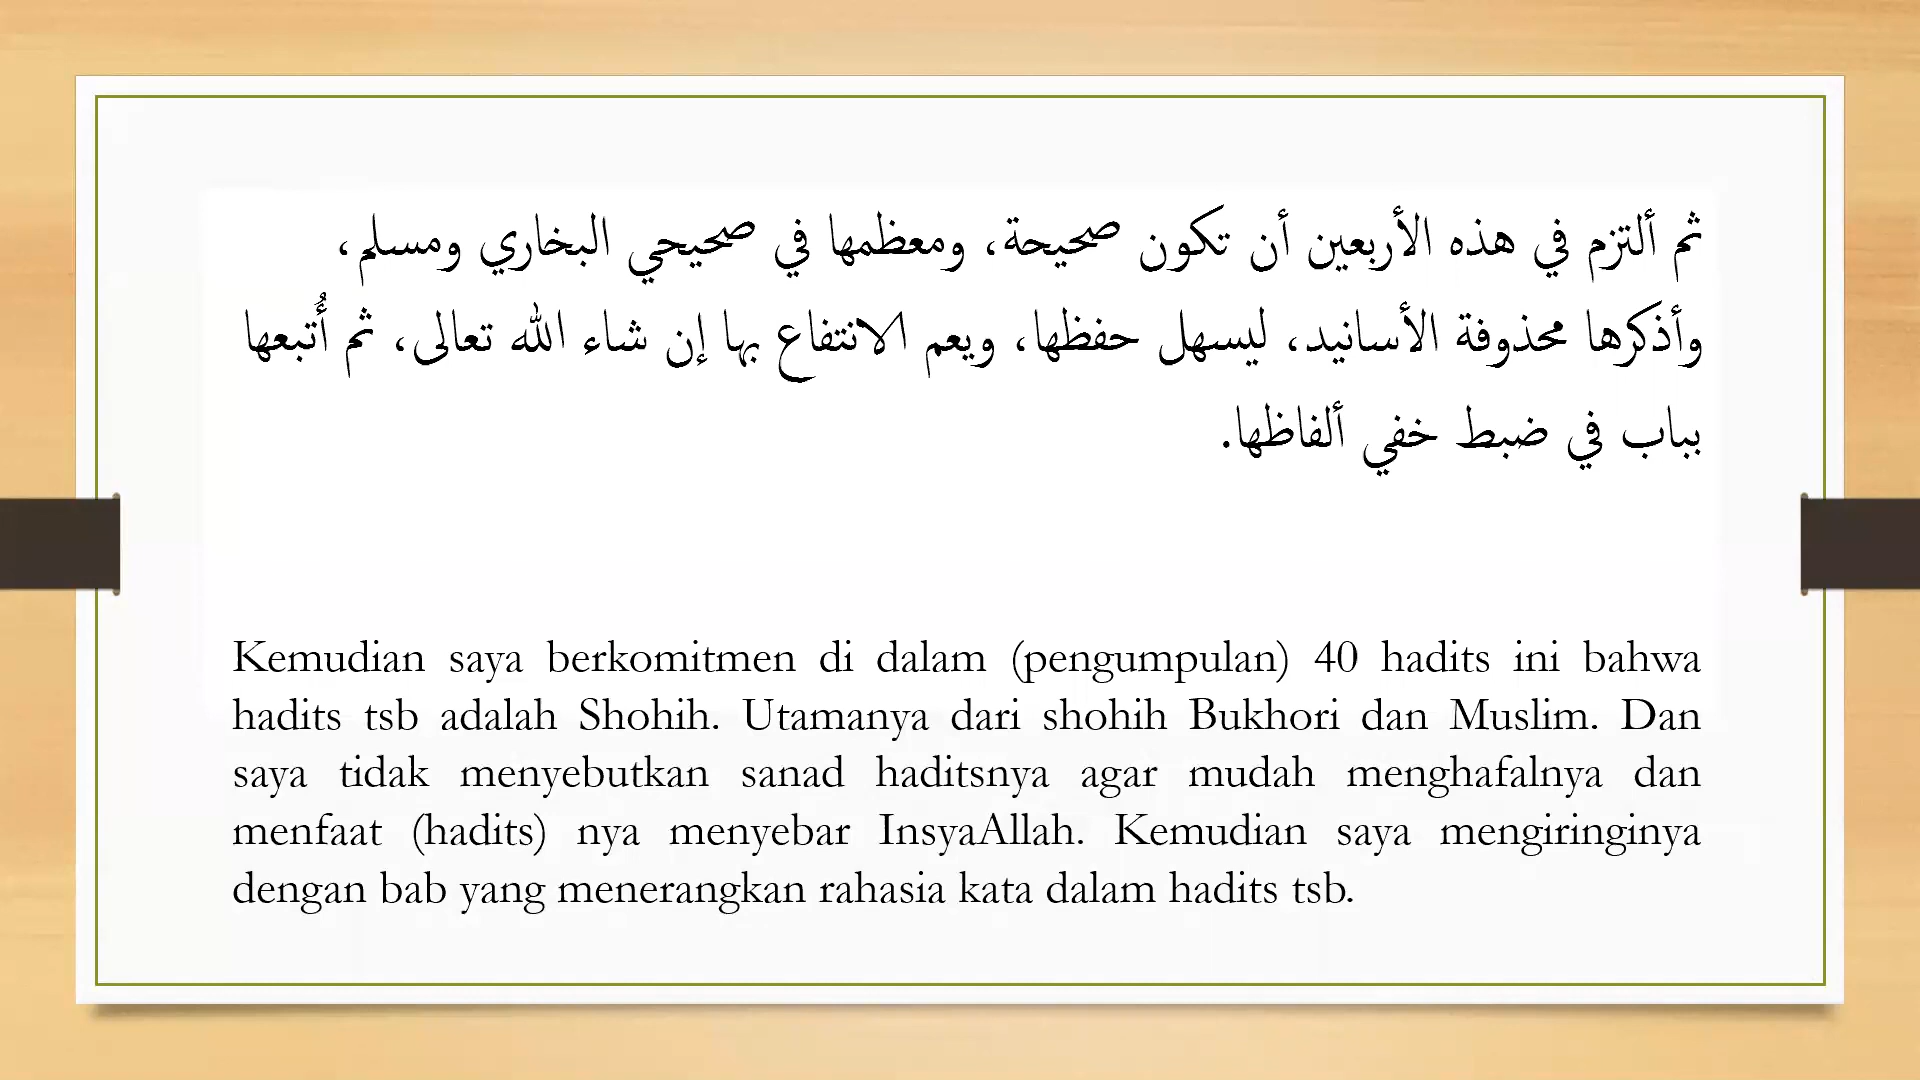 ثم ألتزم في هذه الأربعين أن تكون صحيحة، ومعظمها في صحيحي البخاري ومسلم،
وأذكرها محذوفة الأسانيد، ليسهل حفظها، ويعم الانتفاع بها إن شاء الله تعالى، ثم أُتبعها
بباب في ضبط خفي ألفاظها.
Kemudian saya berkomitmen di dalam (pengumpulan) 40 hadits ini bahwa
hadits tsb adalah Shohih. Utamanya dari shohih Bukhori dan Muslim. Dan
saya tidak menyebutkan sanad haditsnya agar mudah menghafalnya dan
menfaat (hadits) nya menyebar InsyaAllah. Kemudian saya mengiringinya
dengan bab yang menerangkan rahasia kata dalam hadits tsb.